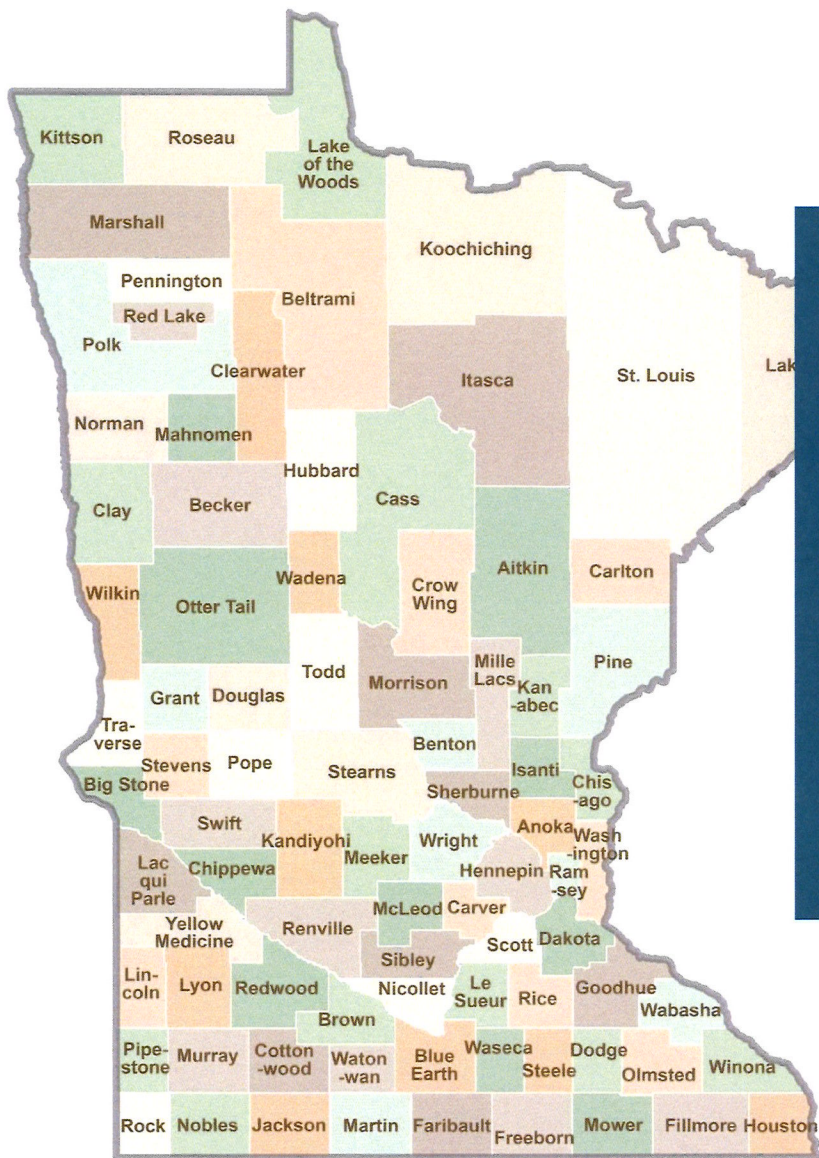 Kittson
Roseau
Lake
of the
Woods
Marshall
Koochiching
Pennington
Beltrami
Red Lake
Polk
Clearwater
Itasca
St. Louis
Lak
Norman
Mahnomen
Hubbard
Cass
Clay
Becker
Aitkin
Carlton
Wilkin
Otter Tail
Wadena
Crow
Wing
Todd
Morrison
Mille
Lacs
Pine
Kan
-abec
Grant
Douglas
Tra-
verse
Benton
Stevens
Pope
Stearns
Isanti
Big Stone
Sherburne
Chis
-ago
Swift
Kandiyohi
Wright
Anoka
Wash
-ington
Meeker
Hennepin
Ram
-sey
Lac
qui
Parle
Chippewa
McLeod
Carver
Yellow
Medicine
Renville
Scott
Dakota
Sibley
Lin-
coln
Lyon
Redwood
Nicollet
Le
Sueur
Rice
Goodhue
Wabasha
Brown
Pipe-
stone
Murray
Cotton
-wood
Waton
-wan
Blue
Earth
Waseca
Steele
Dodge
Olmsted
Winona
Rock
Nobles
Jackson
Martin
Faribault
Freeborn
Mower
Fillmore
Houston